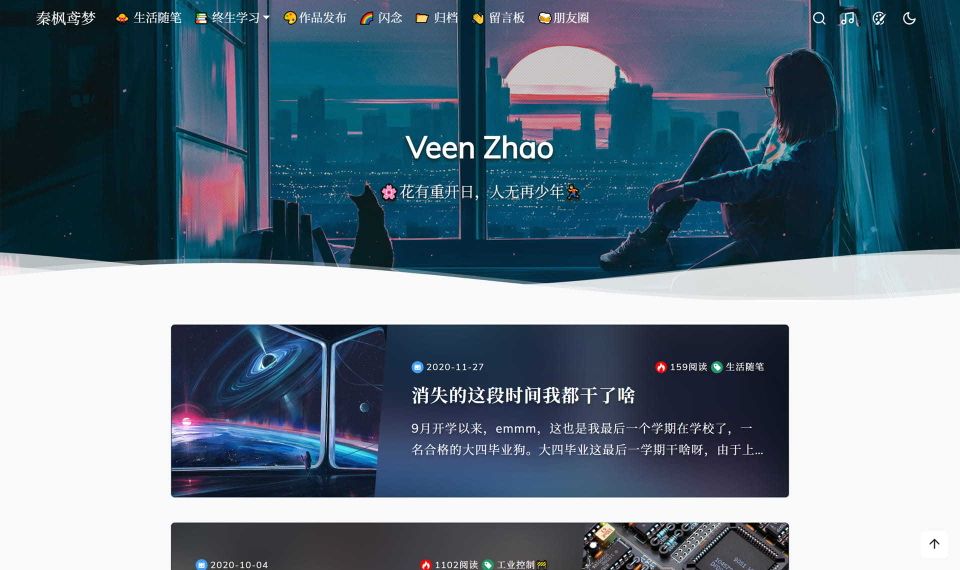 秦枫鸢梦 生活随笔 终生学习 作品发布 闪念 归档 留言板 朋友圈
Veen Zhao
花有重开日，人无再少年
2020-11-27 159阅读 生活随笔
消失的这段时间我都干了啥
9月开学以来，emmm，这也是我最后一个学期在学校了，一
名合格的大四毕业狗。大四毕业这最后一学期干啥呀，由于上...
2020-10-04 1102阅读 工业控制